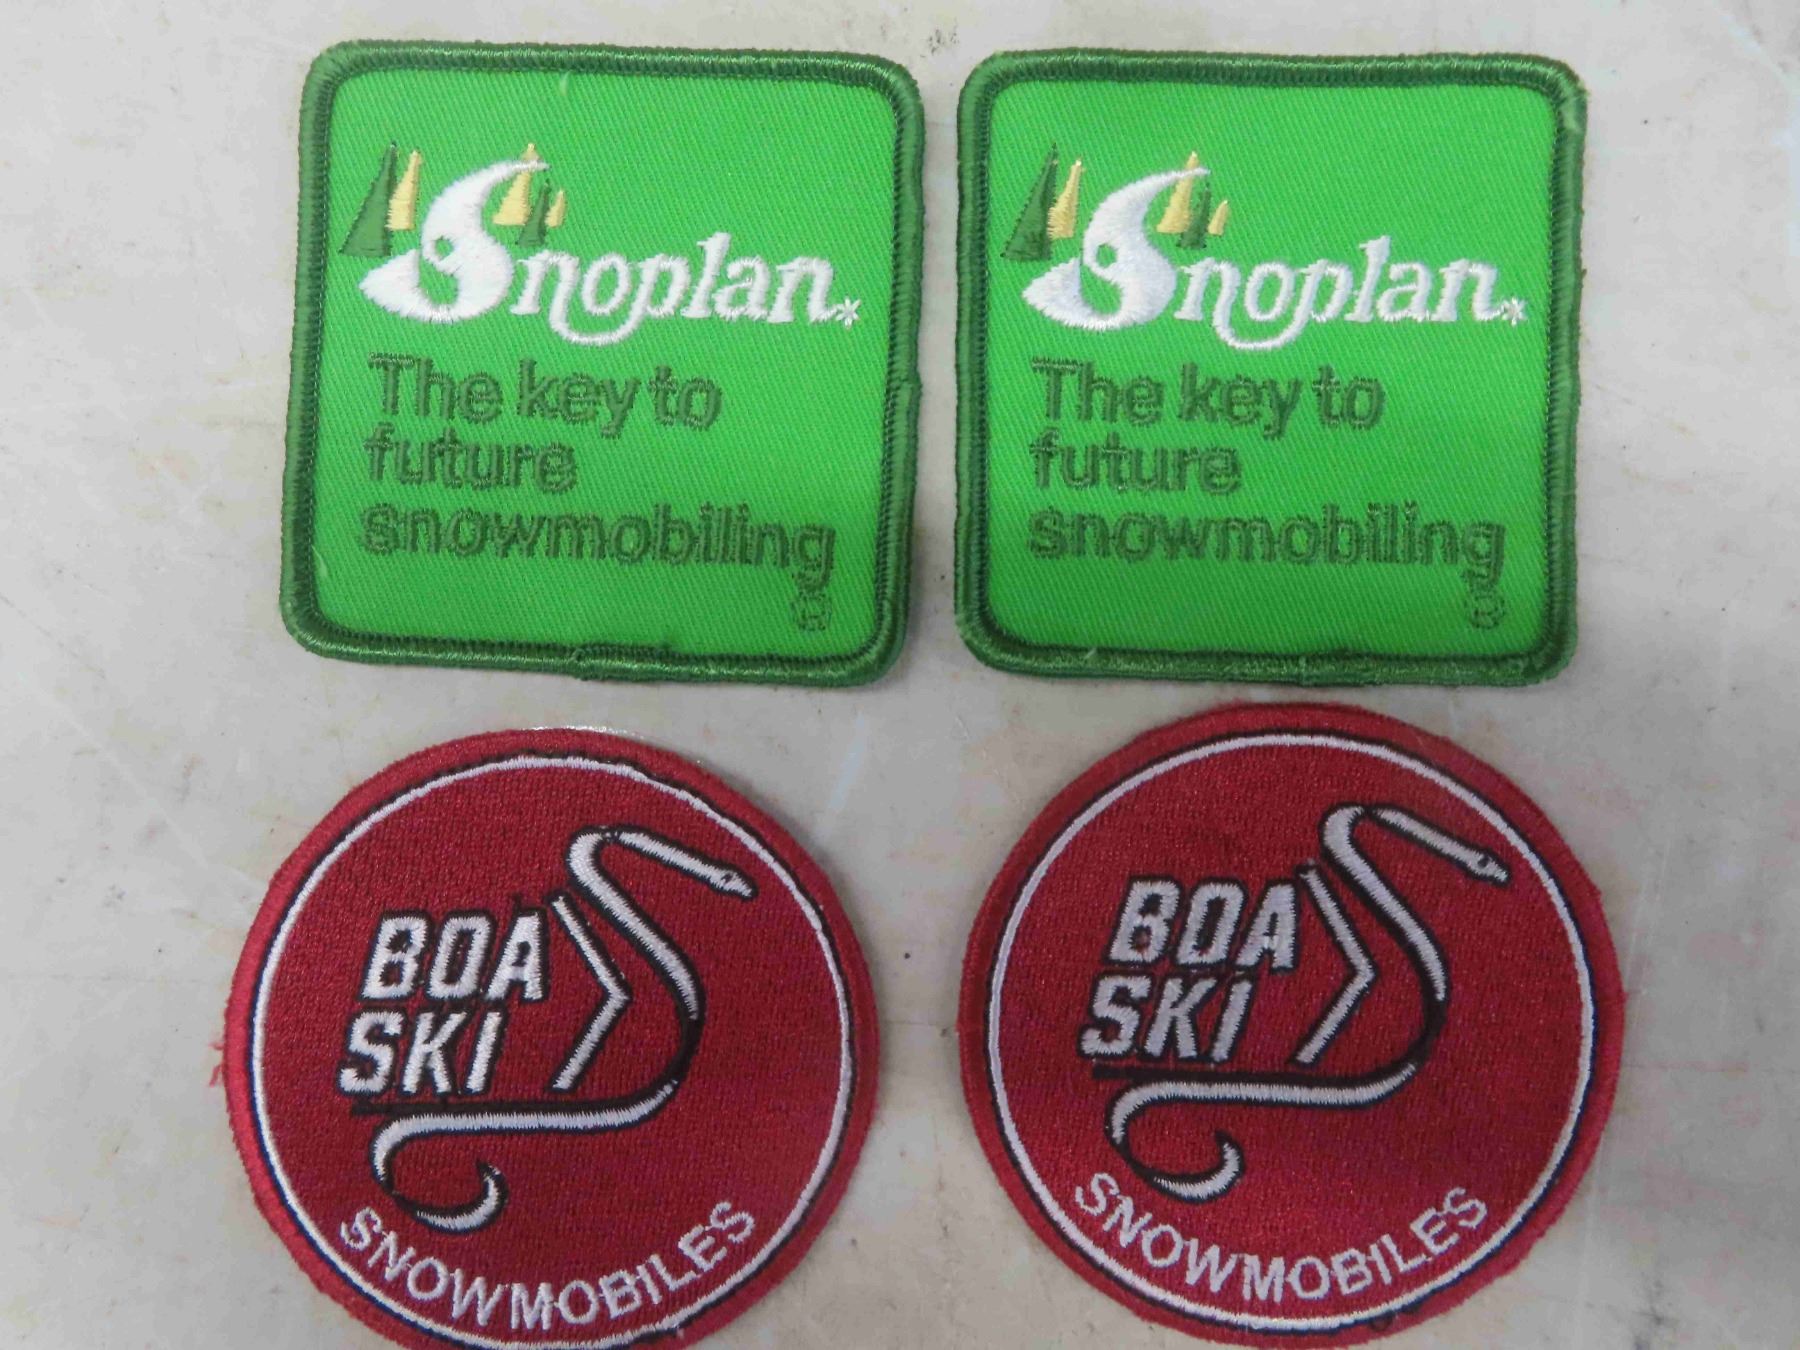 Snoplan.*
The key to
future
snowmobiling
Snoplan.*
The key to
future
snowmobiling
BOA
SKI
SNOWMOBILES
BOA
SKI
SNOWMOBILES